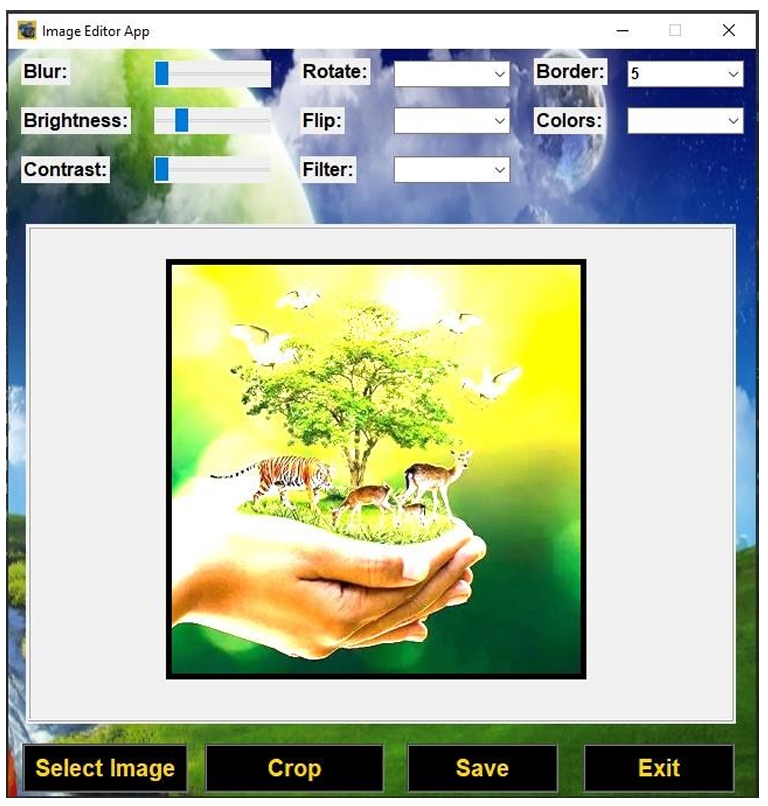 Image Editor App
Blur: Rotate: Border: 5
Brightness: Flip: Colors:
Contrast: Filter:
Select Image Crop Save Exit